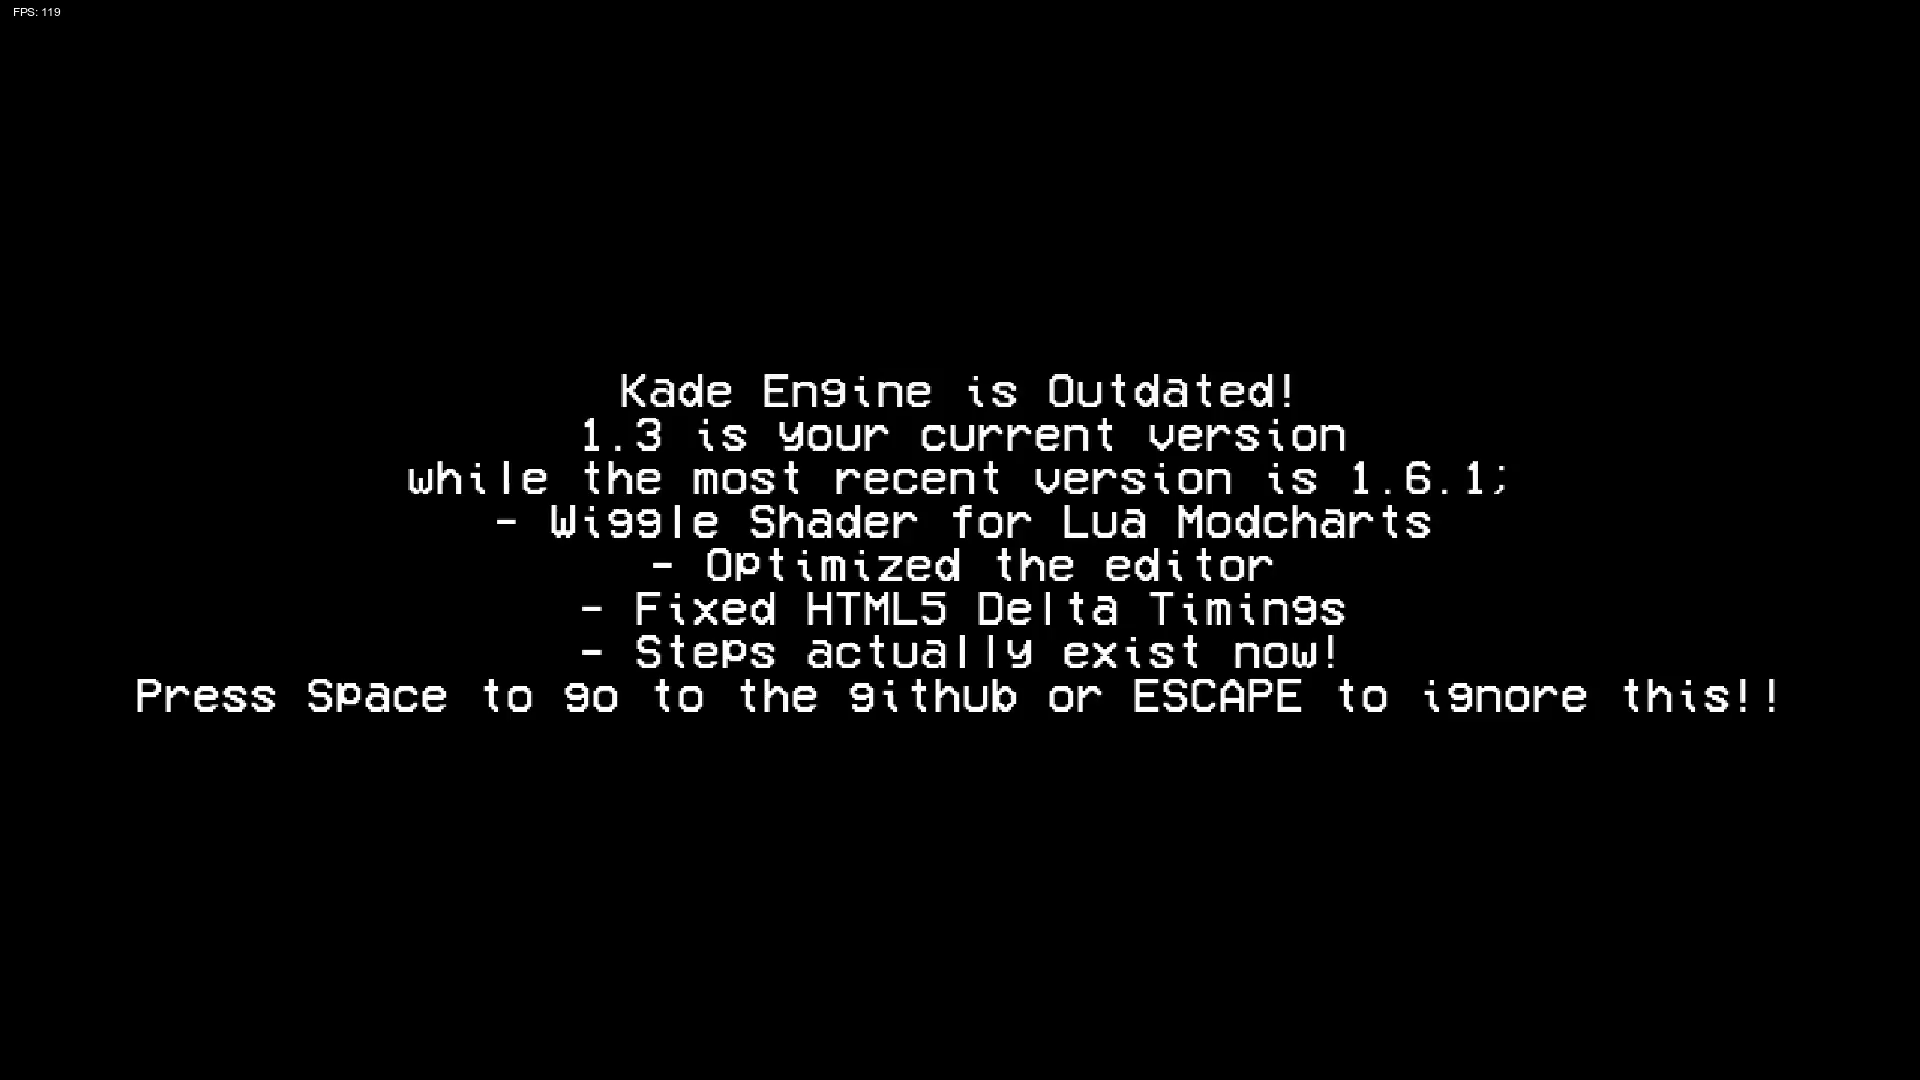 FPS: 119
Kade Engine is Outdated!
1.3 is your current version
while the most recent version is 1.6.1;
- Wiggle Shader for Lua Modcharts
- Optimized the editor
- Fixed HTML5 Delta Timings
- Steps actually exist now!
Press Space to go to the github or ESCAPE to ignore this!!